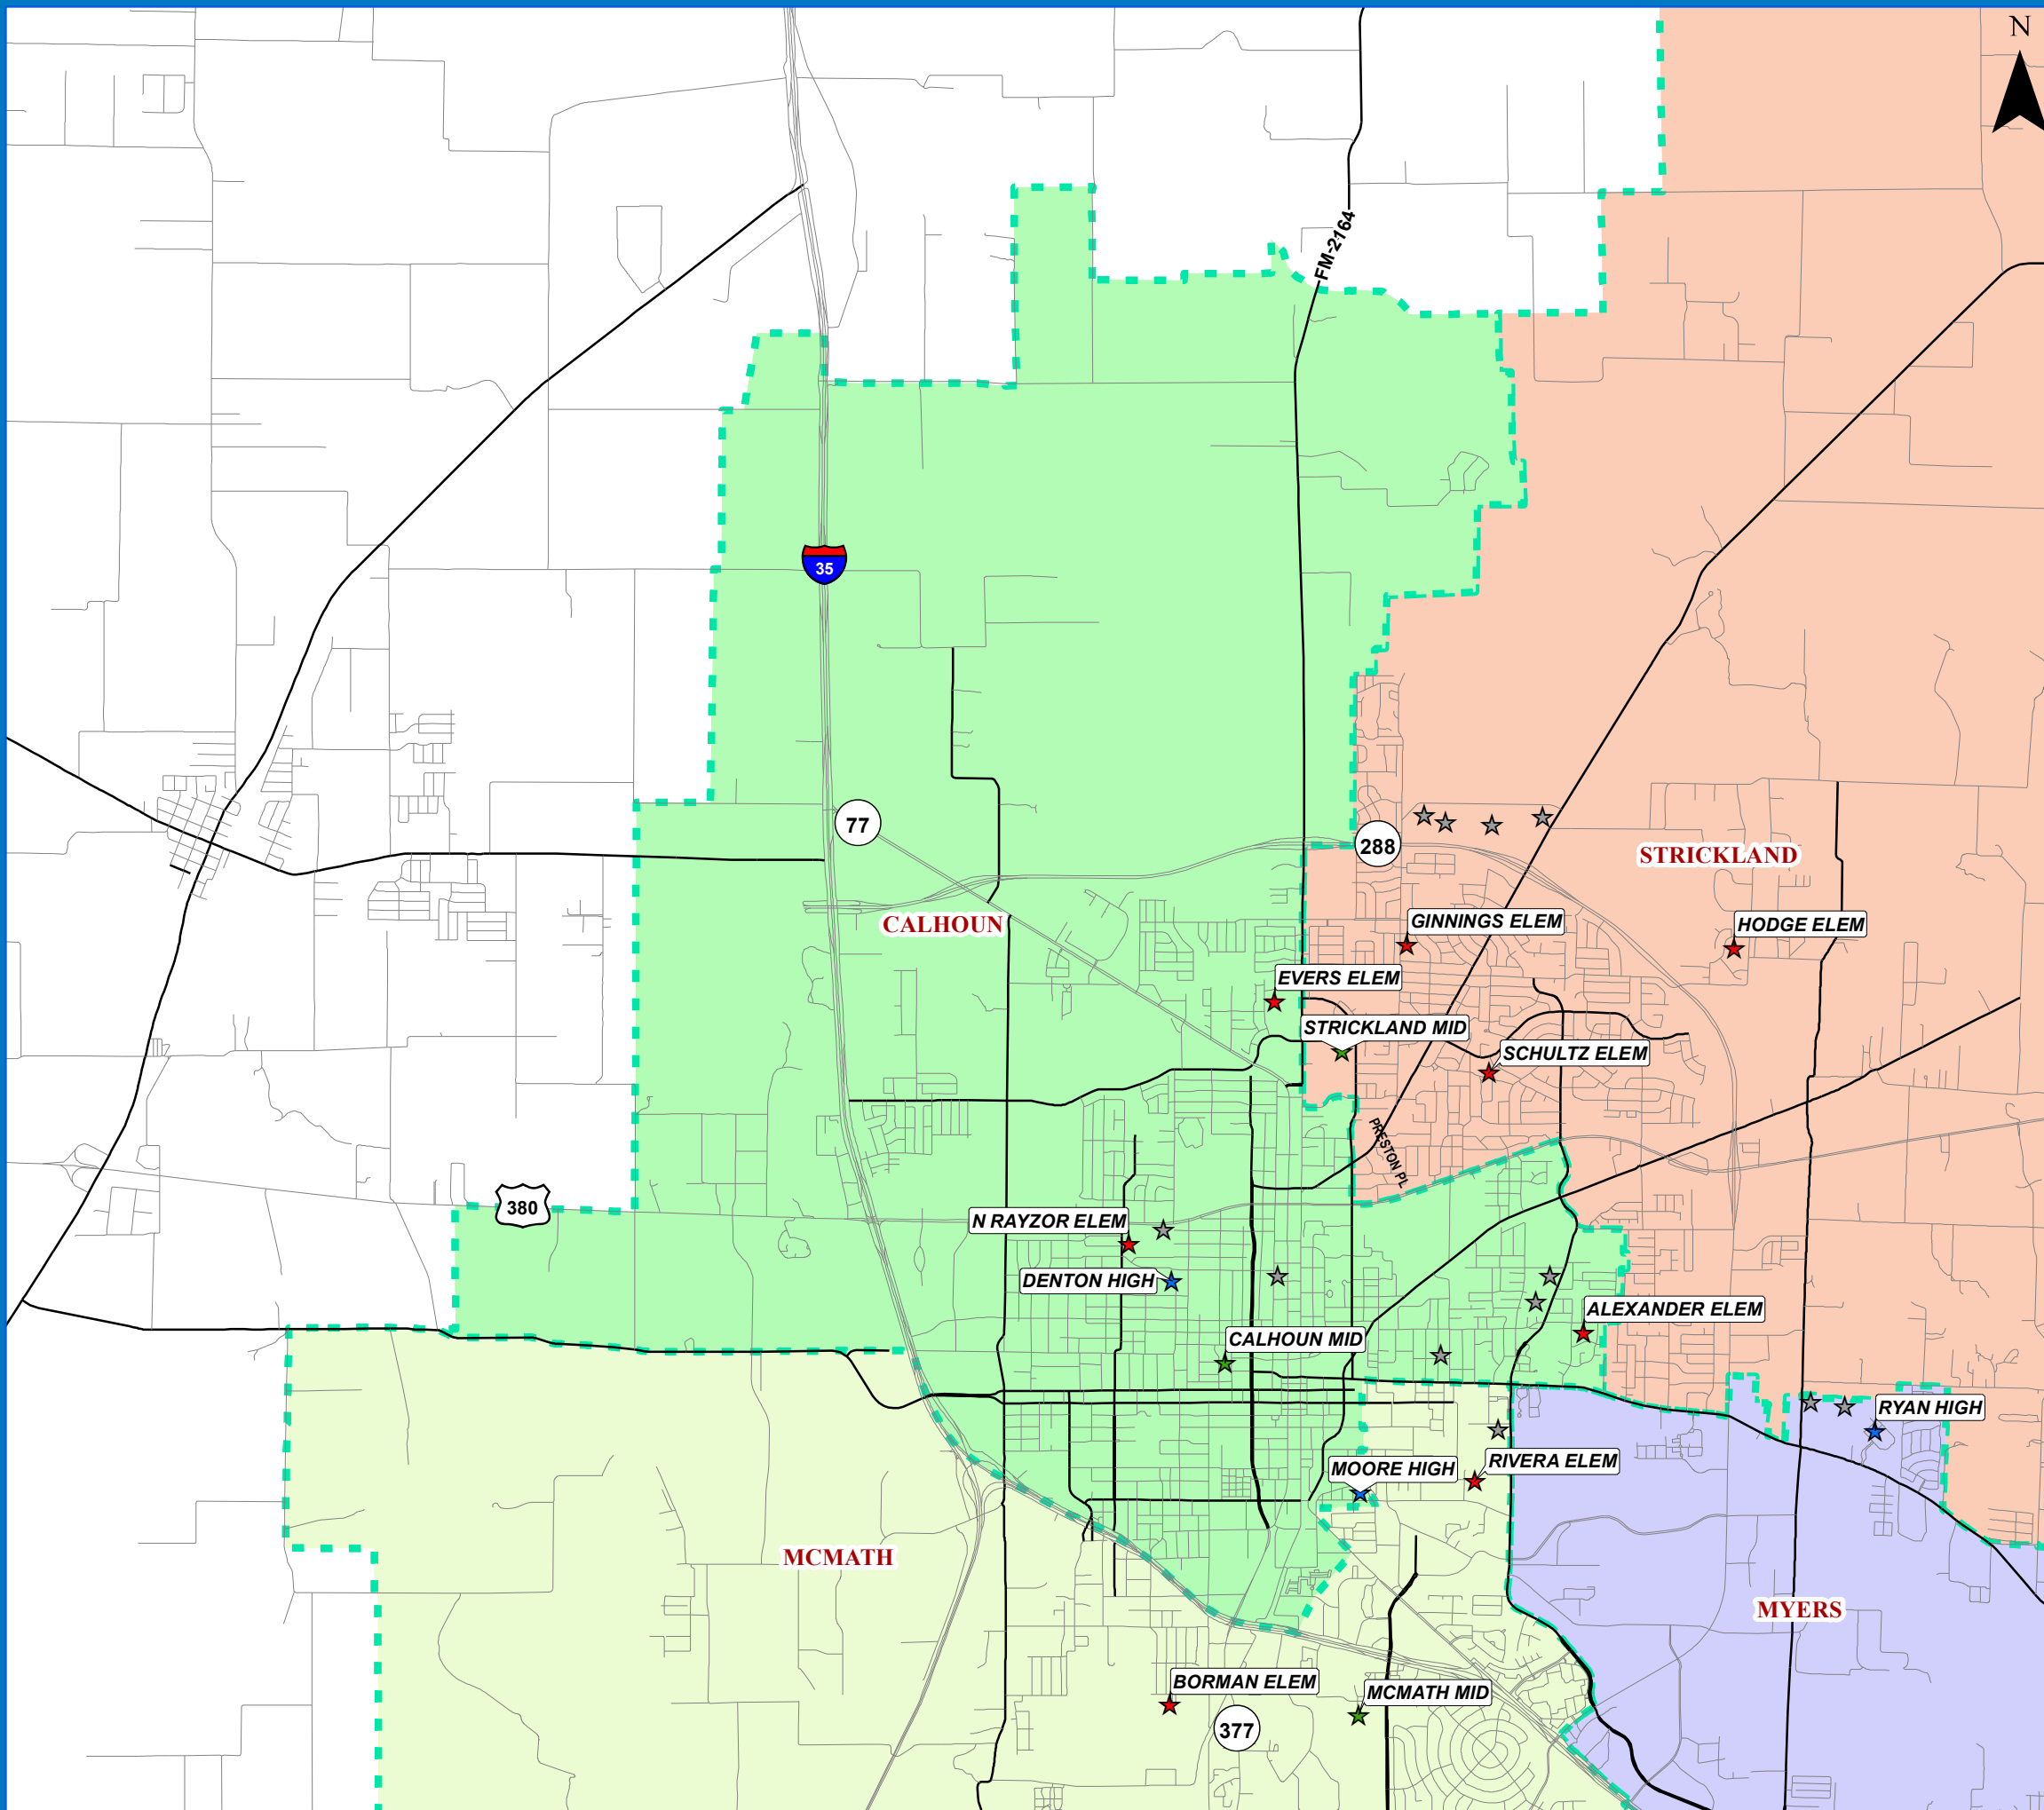 N
FM-2164
35
77
288
STRICKLAND
CALHOUN
GINNINGS ELEM
HODGE ELEM
EVERS ELEM
STRICKLAND MID
SCHULTZ ELEM
PRESTON PL
380
N RAYZOR ELEM
DENTON HIGH
ALEXANDER ELEM
CALHOUN MID
RYAN HIGH
RIVERA ELEM
MOORE HIGH
MCMATH
MYERS
BORMAN ELEM
MCMATH MID
377